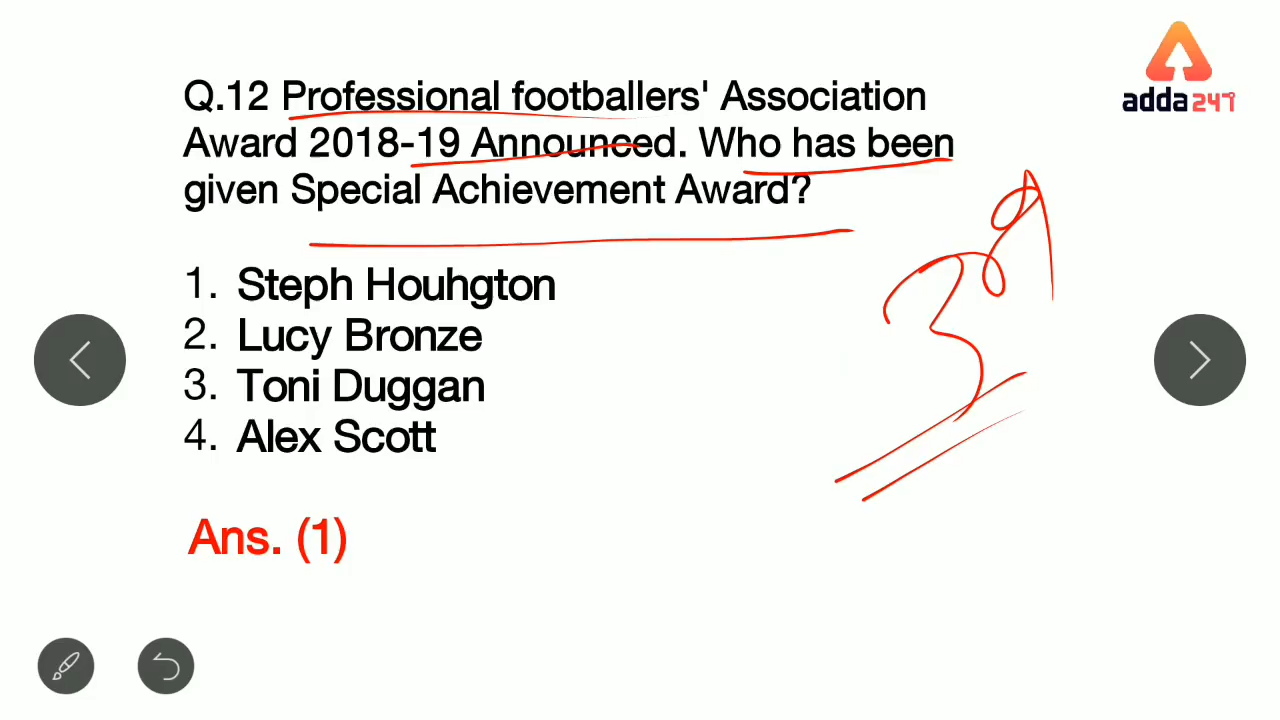 adda247
Q.12 Professional footballers' Association
Award 2018-19 Announced. Who has been
given Special Achievement Award?
1. Steph Houhgton
2. Lucy Bronze
3. Toni Duggan
4. Alex Scott
Ans. (1)